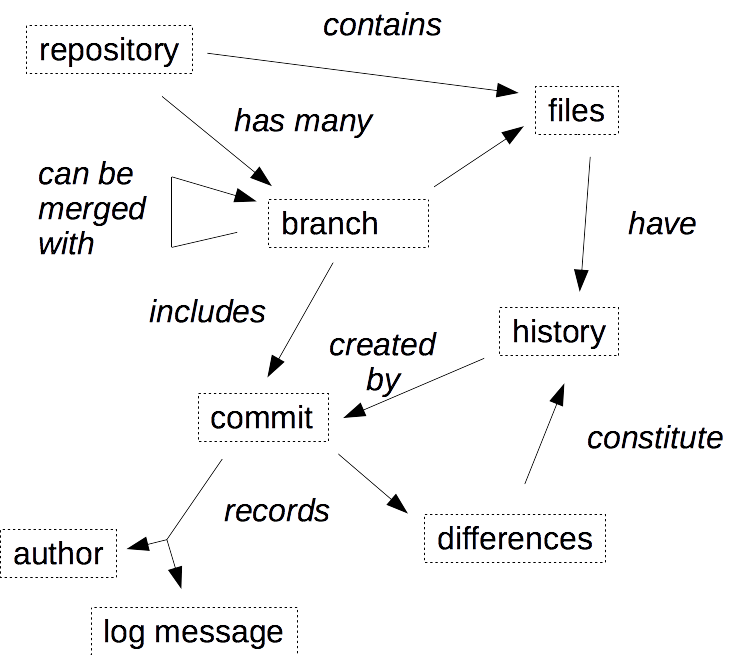 contains
repository
files
has many
can be
merged
with
branch
have
includes
history
created
by
commit
constitute
records
differences
author
log message